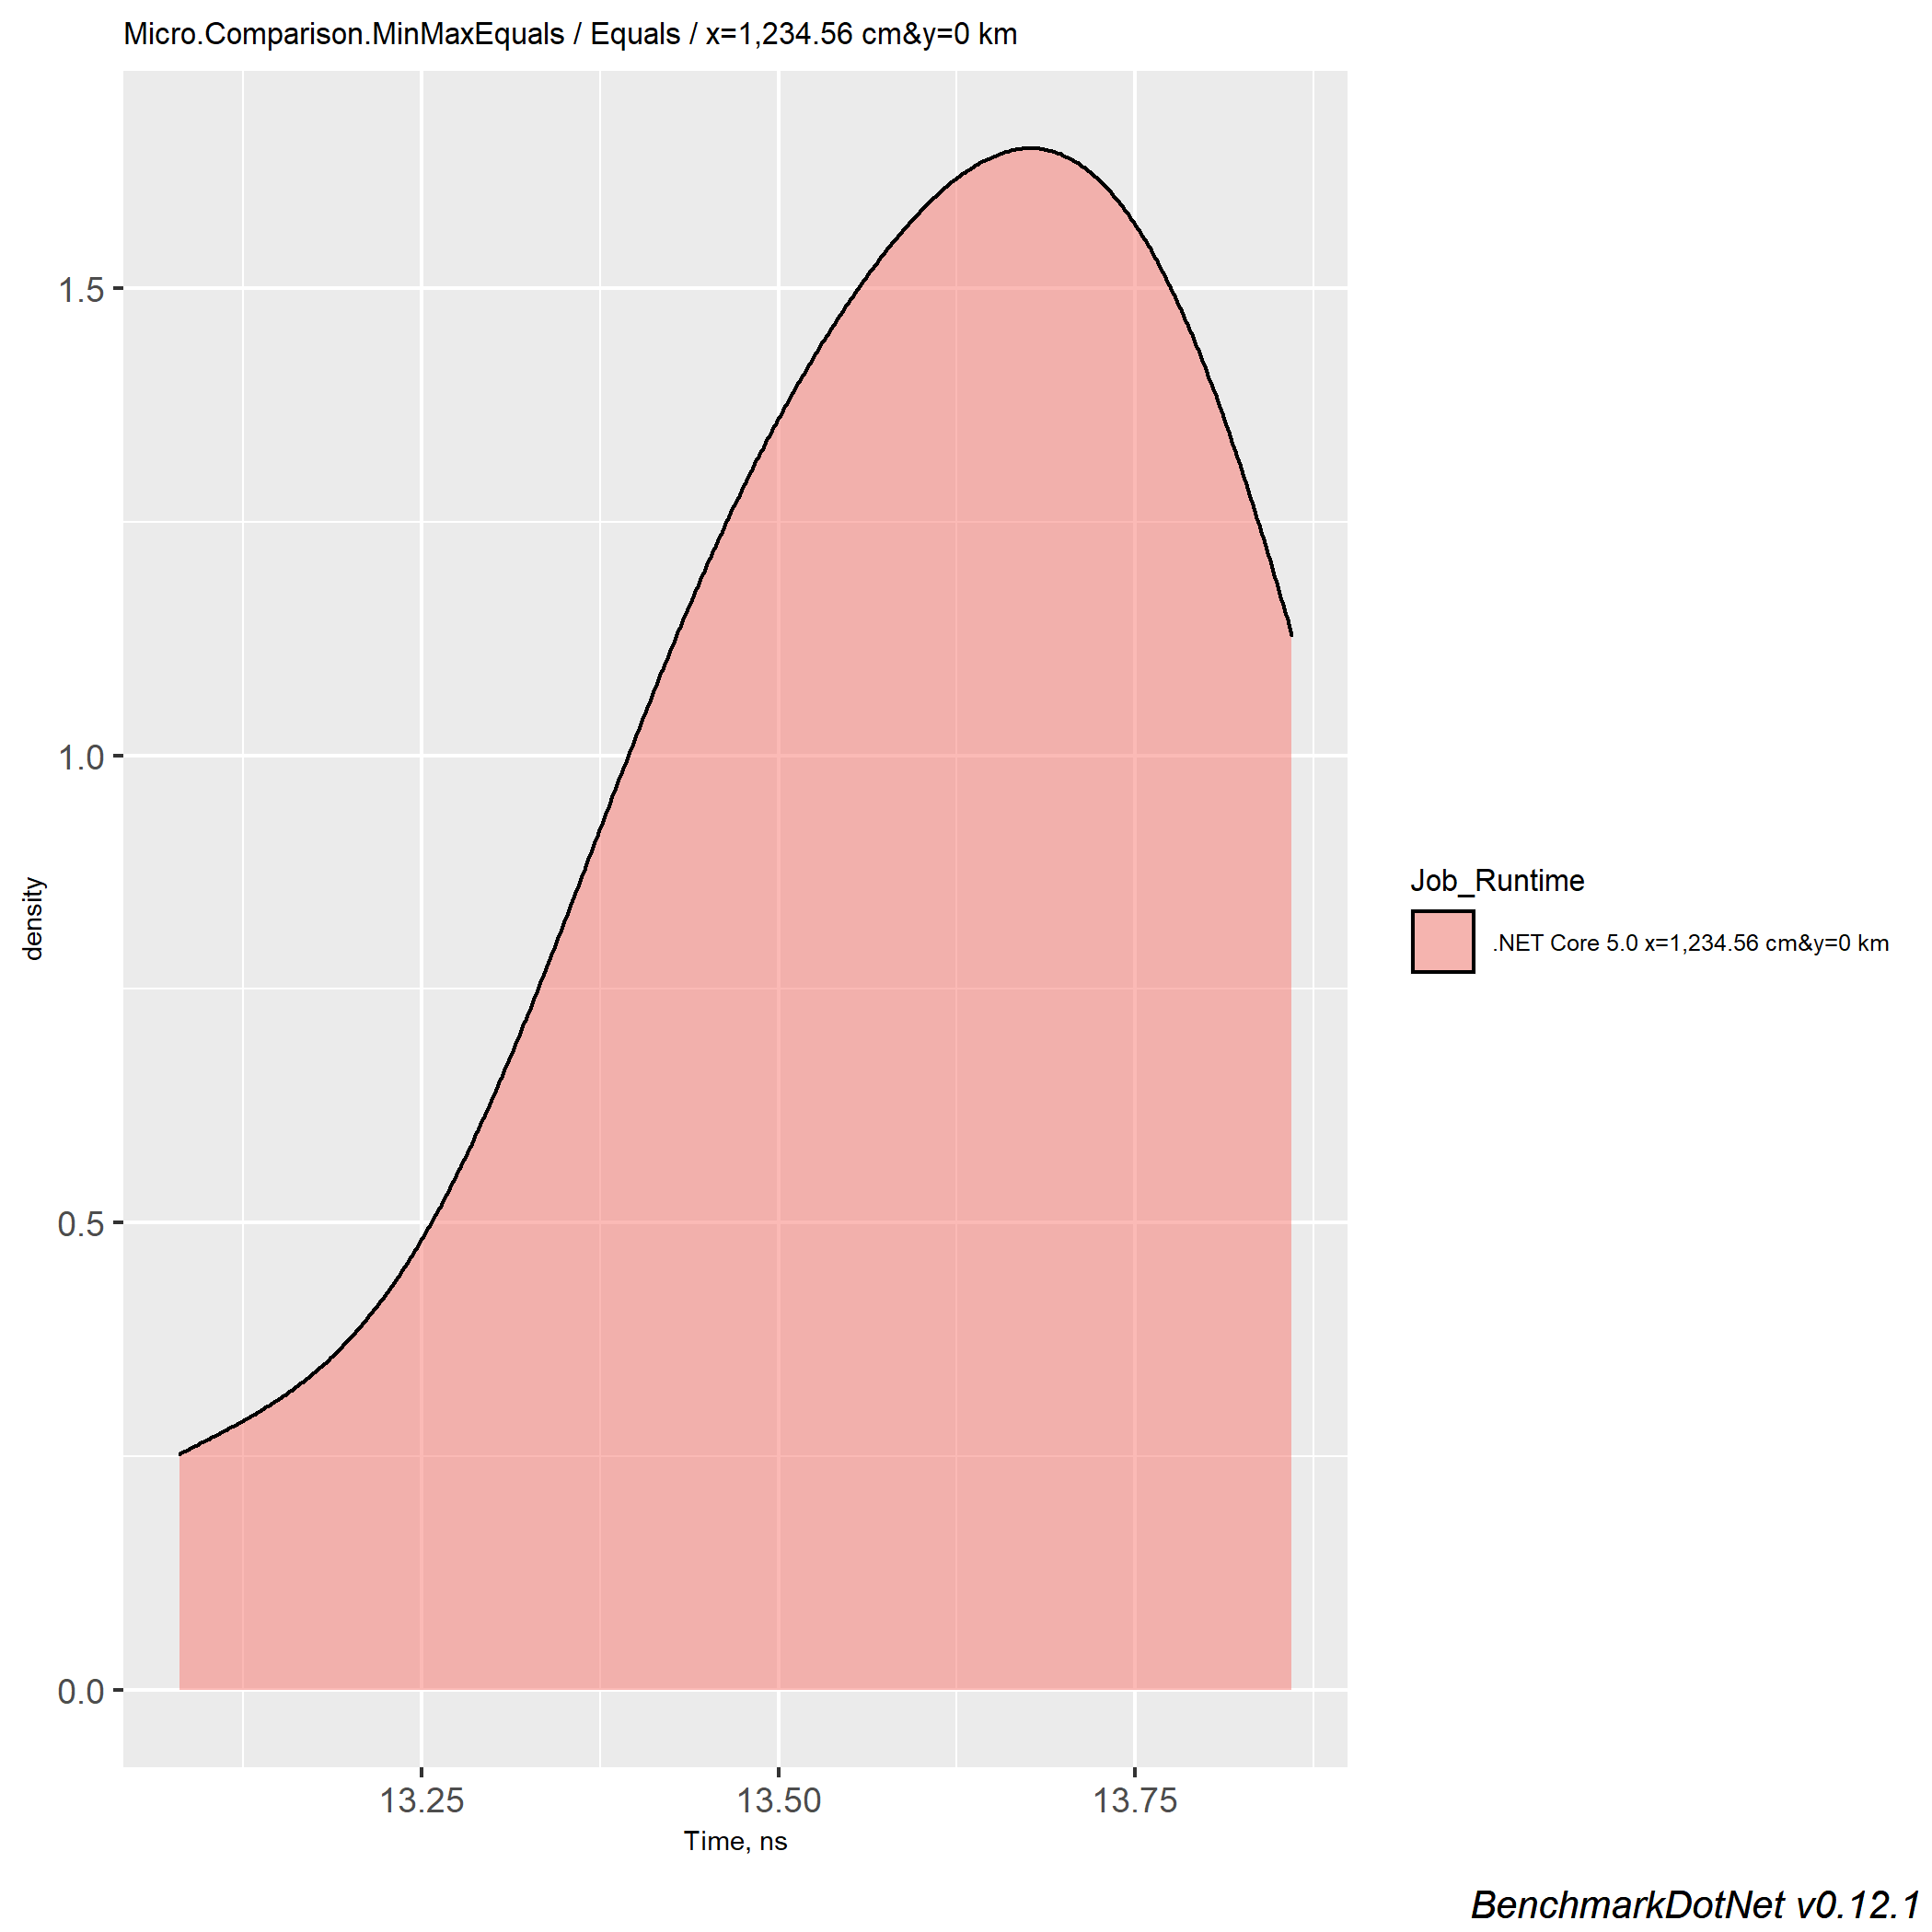 Micro.Comparison.MinMaxEquals / Equals / x=1,234.56 cm&y=0 km
1.5
1.0
0.5
0.0
density
13.25 13.50 13.75
Time, ns
Job_Runtime
.NET Core 5.0 x=1,234.56 cm&y=0 km
BenchmarkDotNet v0.12.1